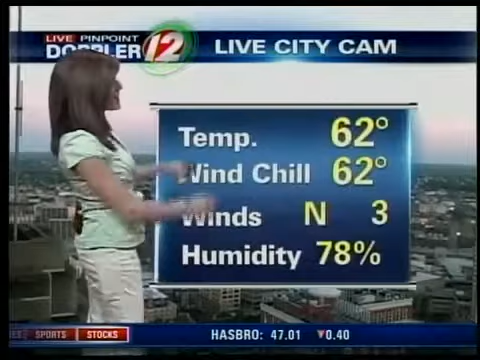 LIVE PINPOINT
DOPPLER 12
LIVE CITY CAM
Temp. 62°
Wind Chill 62°
Winds N 3
Humidity 78%
SPORTS STOCKS HASBRO: 47.01 ▼0.40